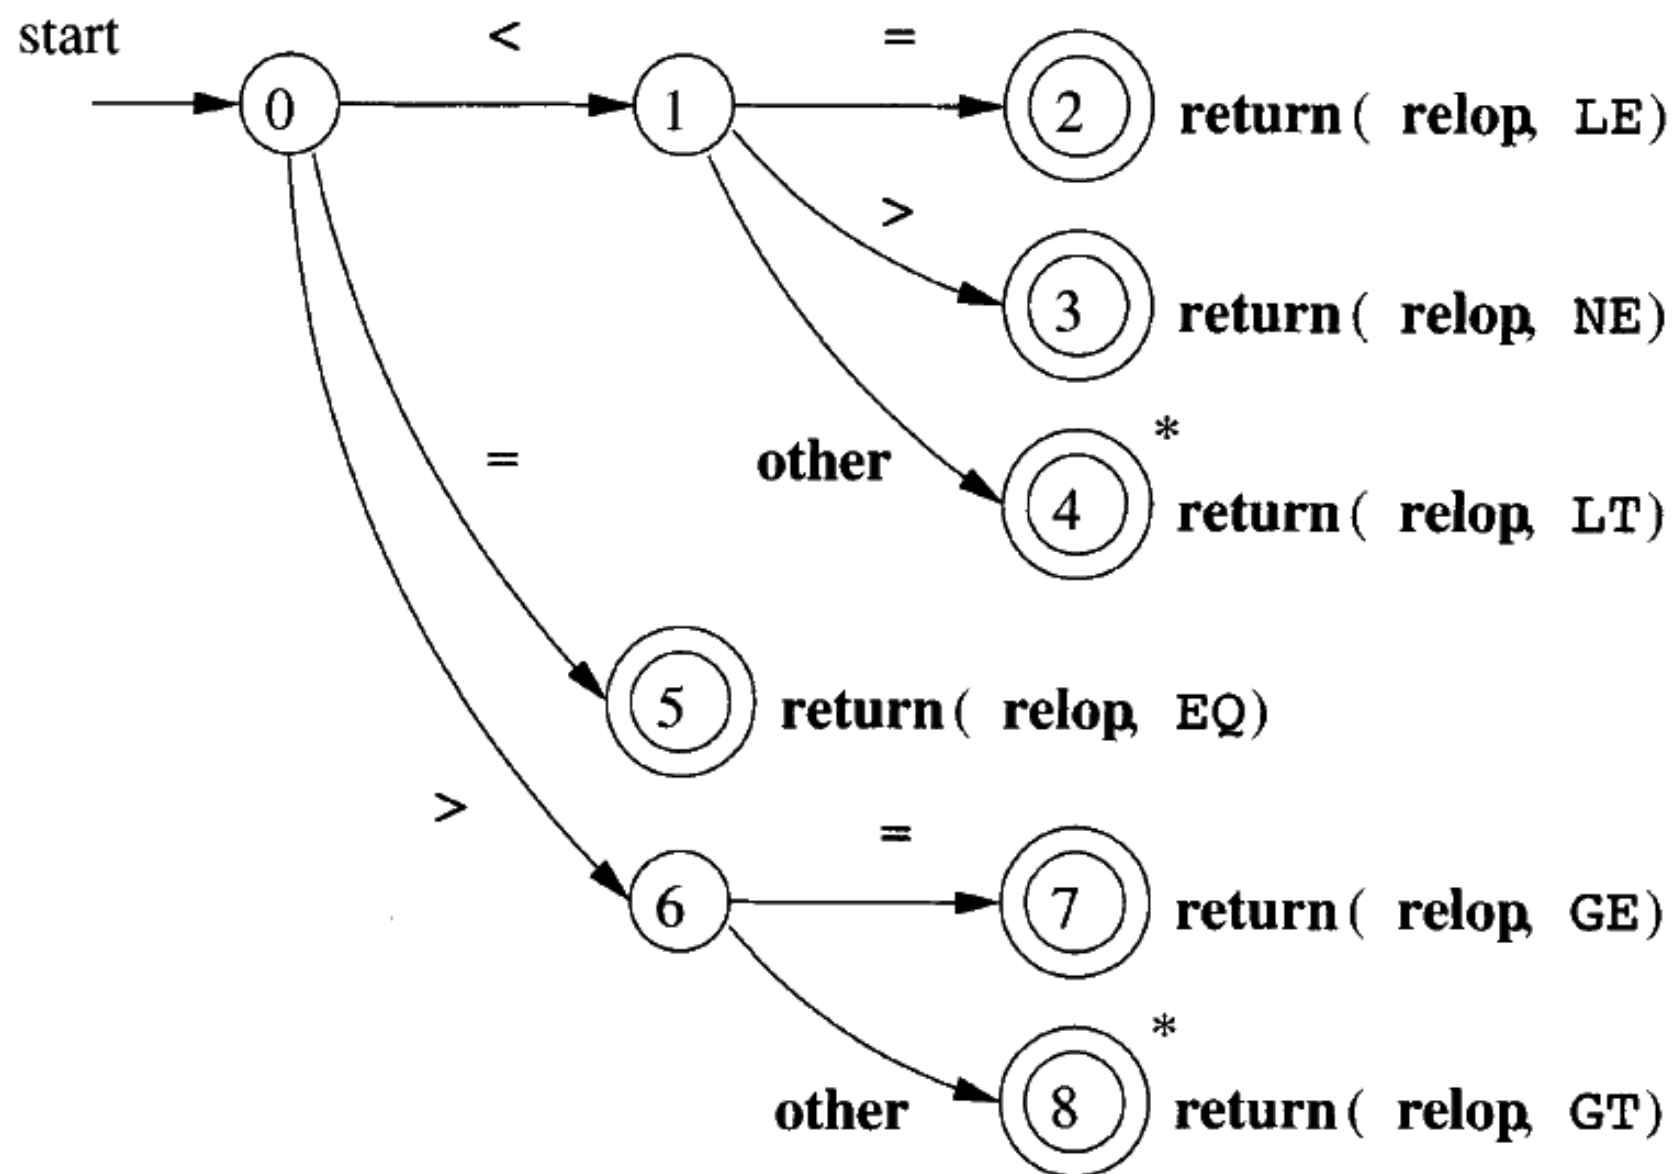 start < =
0 1 2 return( relop, LE)
>
3 return( relop, NE)
*
= other 4 return( relop, LT)
5 return( relop, EQ)
> =
6 7 return( relop, GE)
*
other 8 return( relop, GT)